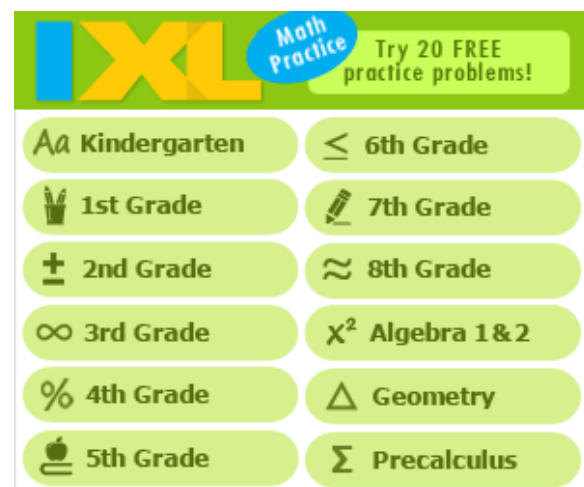 IXL
Math
Practice
Try 20 FREE
practice problems!
Aa Kindergarten
1st Grade
± 2nd Grade
∞ 3rd Grade
% 4th Grade
5th Grade
≤ 6th Grade
7th Grade
≈ 8th Grade
x² Algebra 1&2
△ Geometry
Σ Precalculus